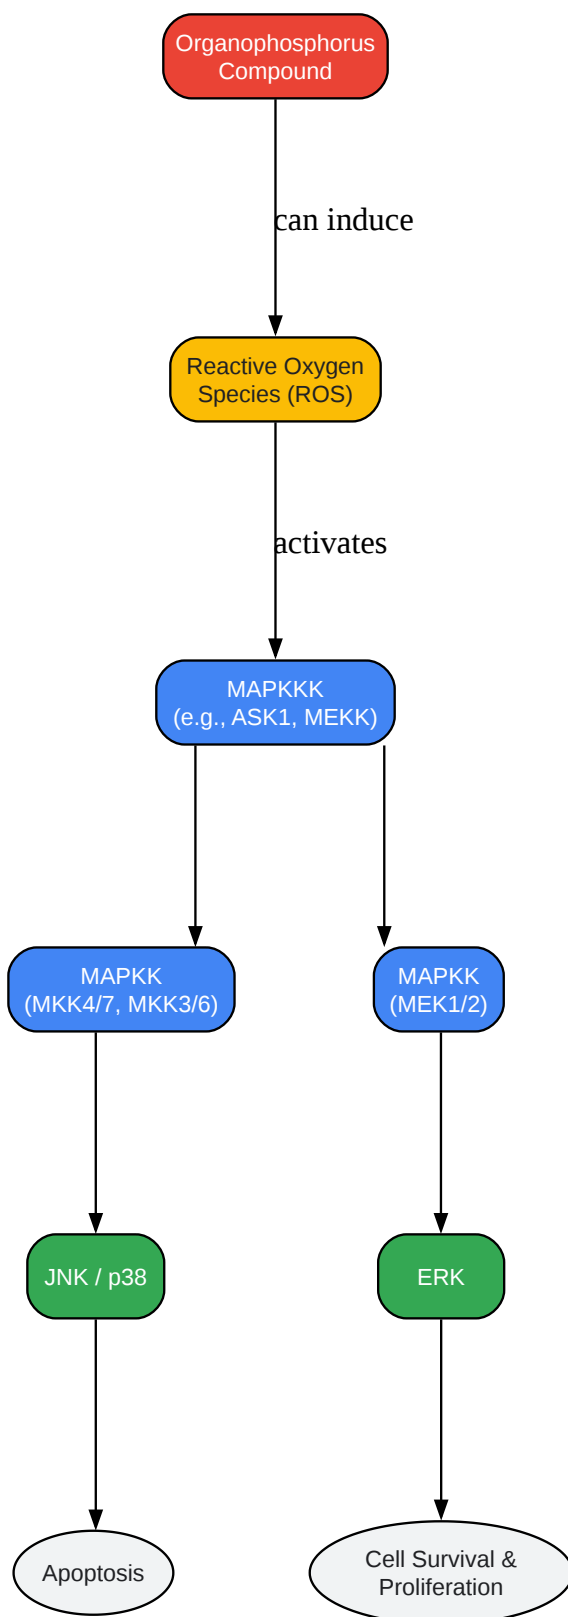 Organophosphorus
Compound
can induce
Reactive Oxygen
Species (ROS)
activates
MAPKKK
(e.g., ASK1, MEKK)
MAPKK
(MKK4/7, MKK3/6)
MAPKK
(MEK1/2)
JNK / p38
ERK
Apoptosis
Cell Survival &
Proliferation